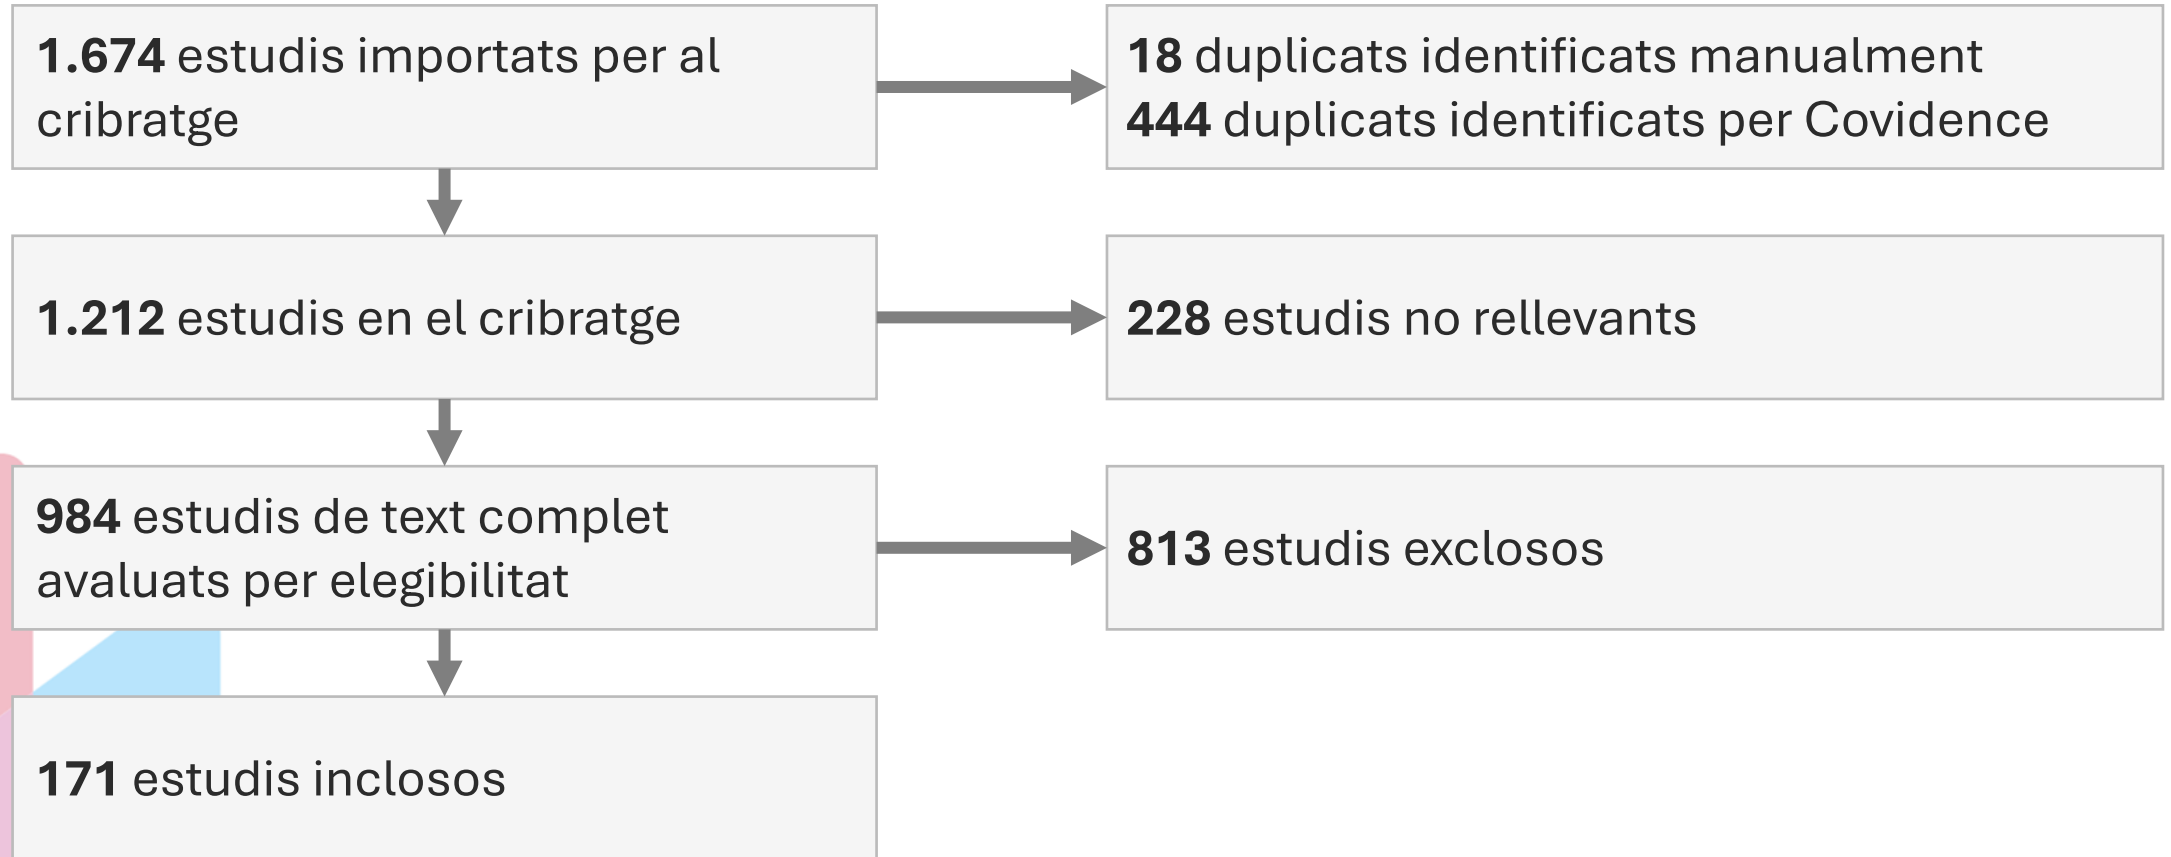 1.674 estudis importats per al
cribratge
18 duplicats identificats manualment
444 duplicats identificats per Covidence
1.212 estudis en el cribratge
228 estudis no rellevants
984 estudis de text complet
avaluats per elegibilitat
813 estudis exclosos
171 estudis inclosos